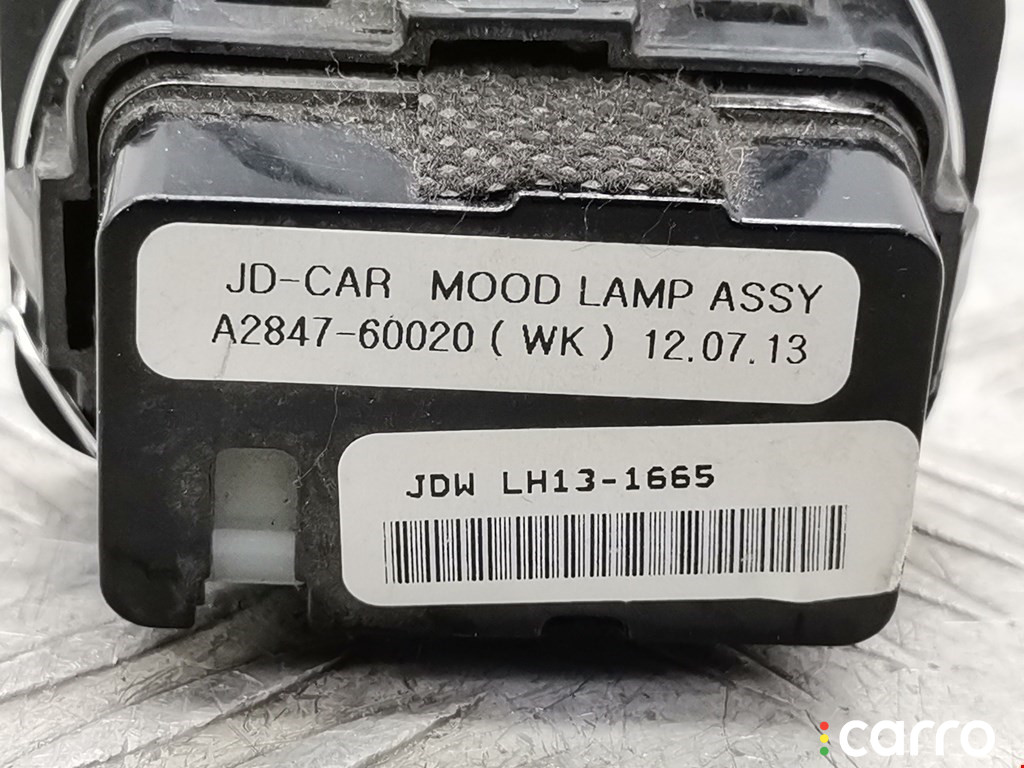 JD-CAR MOOD LAMP ASSY
A2847-60020 ( WK ) 12.07.13
JDW LH13-1665
carro